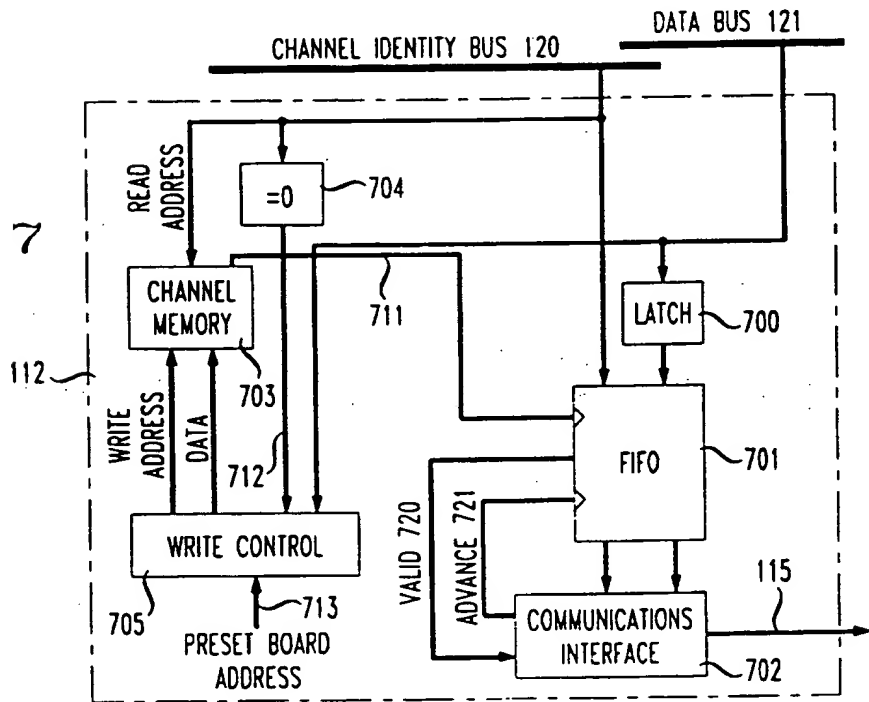 DATA BUS 121
CHANNEL IDENTITY BUS 120
READ
ADDRESS
=0
704
7
CHANNEL
MEMORY
711
LATCH
700
112
703
WRITE
ADDRESS
DATA
712
FIFO
701
VALID 720
ADVANCE 721
WRITE CONTROL
705
713
PRESET BOARD
ADDRESS
COMMUNICATIONS
INTERFACE
115
702